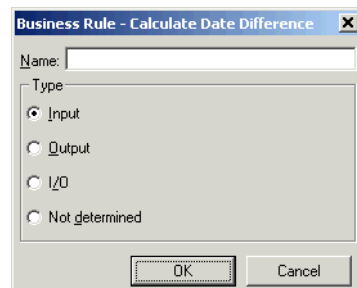 Business Rule - Calculate Date Difference
Name:
Type
Input
Output
I/O
Not determined
OK
Cancel